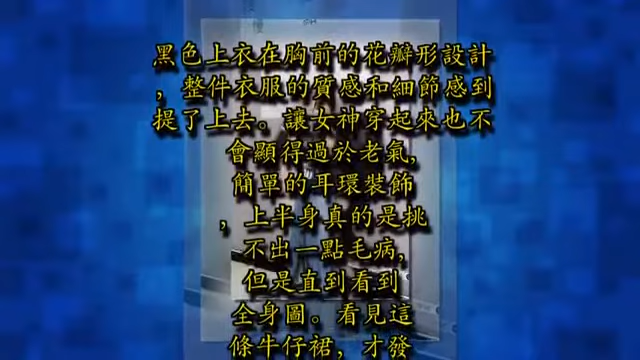 黑色上衣在胸前的花瓣形設計
，整件衣服的質感和細節感到
提了上去。讓女神穿起來也不
會顯得過於老氣,
簡單的耳環裝飾
，上半身真的是挑
不出一點毛病,
但是直到看到
全身圖。看見這
條牛仔裙，才發